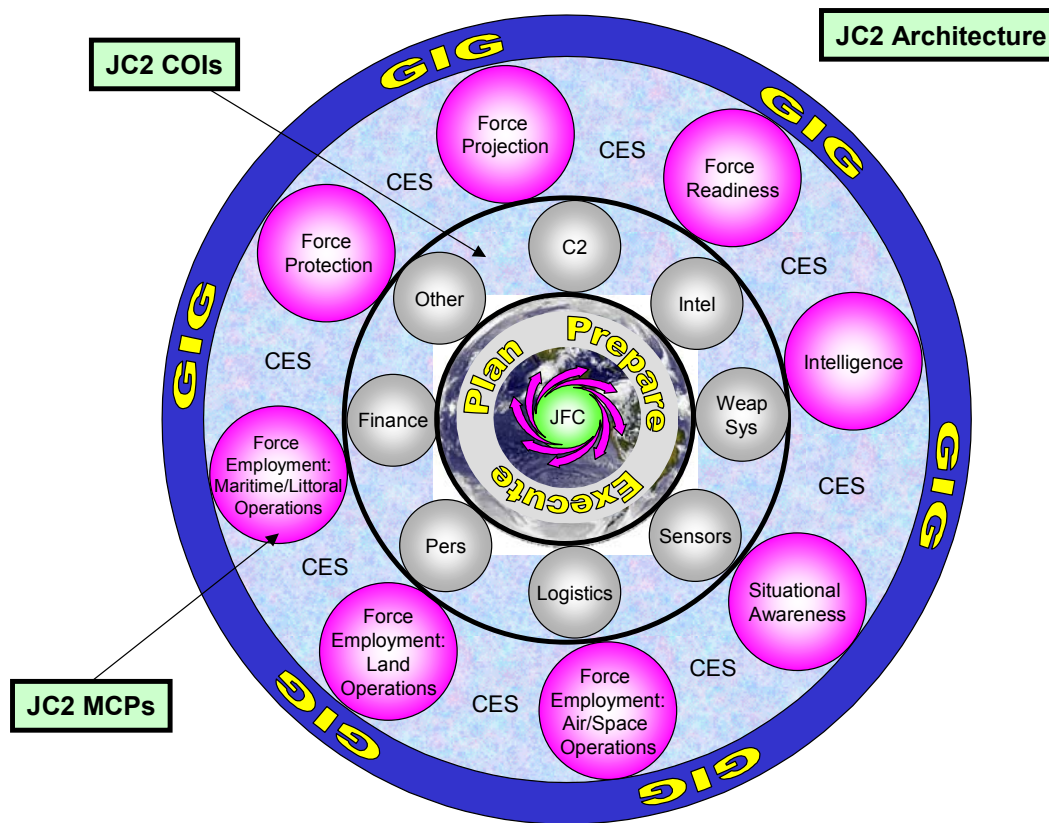 JC2 Architecture
JC2 COIs
GIG
GIG
GIG
GIG
GIG
GIG
GIG
Force
Projection
CES
Force
Readiness
CES
CES
Force
Protection
Intelligence
CES
CES
Force
Employment:
Maritime/Littoral
Operations
Situational
Awareness
CES
Force
Employment:
Land
Operations
CES
CES
Force
Employment:
Air/Space
Operations
C2
Other
Intel
Finance
Weap
Sys
Pers
Sensors
Logistics
Plan
Prepare
Execute
JFC
JC2 MCPs